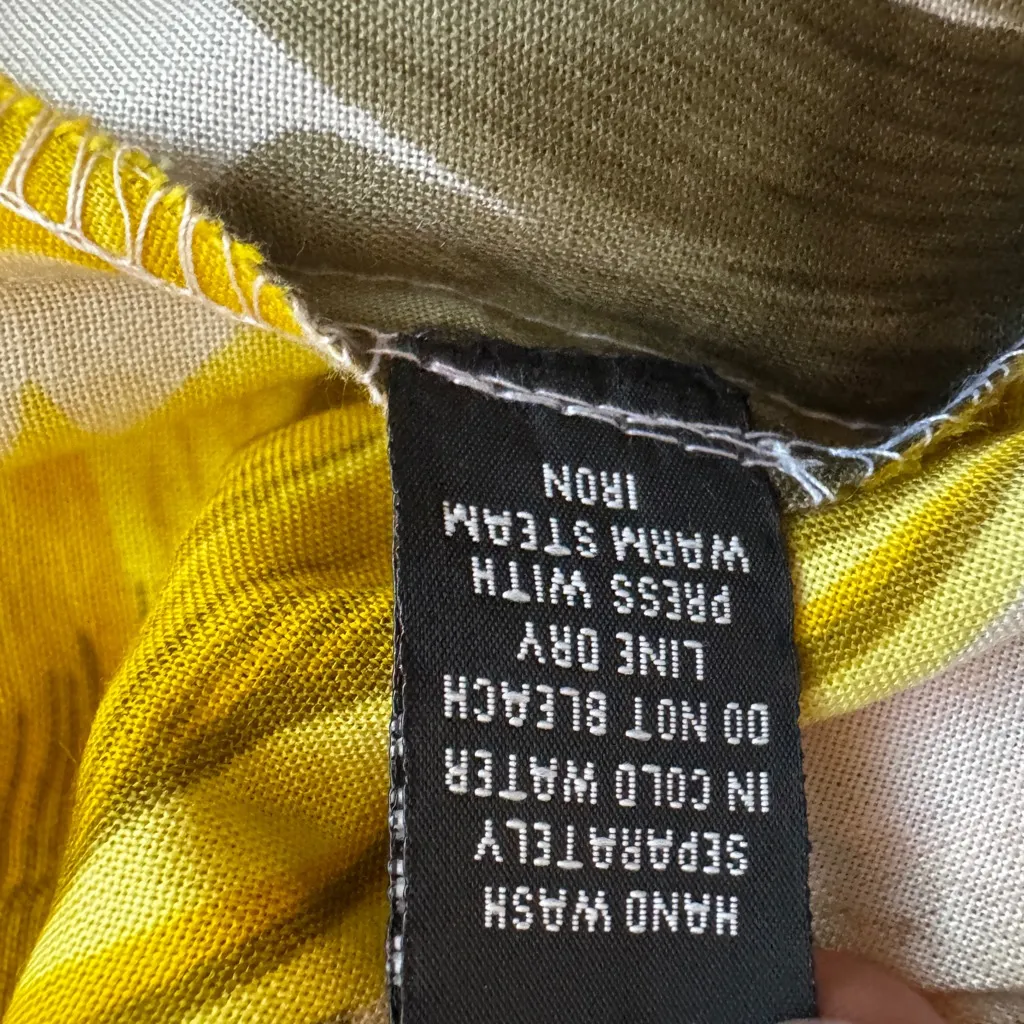 HAND WASH
SEPARATELY
IN COLD WATER
DO NOT BLEACH
LINE DRY
PRESS WITH
WARM STEAM
IRON